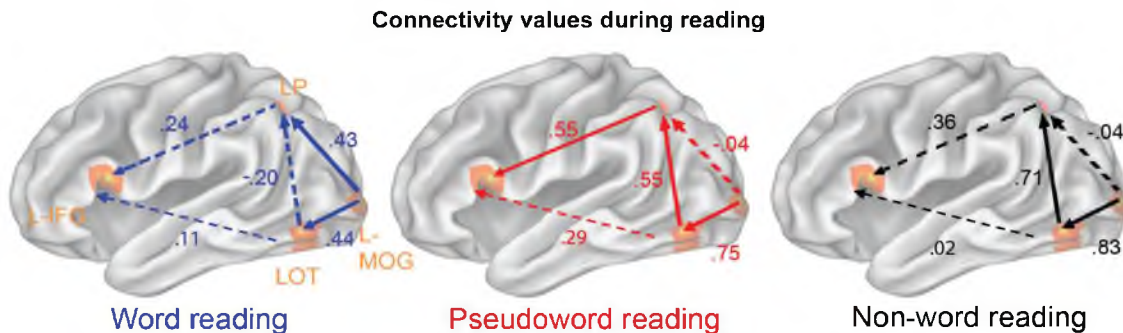 Connectivity values during reading
LP
.24
.43
-.20
L-IFG
.11
.44
L-
MOG
LOT
Word reading
.55
-.04
.55
.29
.75
Pseudoword reading
.36
-.04
.71
.02
.83
Non-word reading